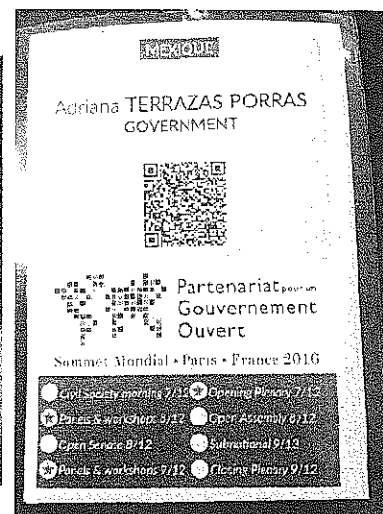 MEXIQUE
Adriana TERRAZAS PORRAS
GOVERNMENT
Partenariat pour un
Gouvernement
Ouvert
Sommet Mondial • Paris • France 2016
Civil Society morning 7/12
Opening Plenary 7/12
Panels & workshops 8/12
Open Assembly 8/12
Open Senate 8/12
Subnational 9/12
Panels & workshops 9/12
Closing Plenary 9/12